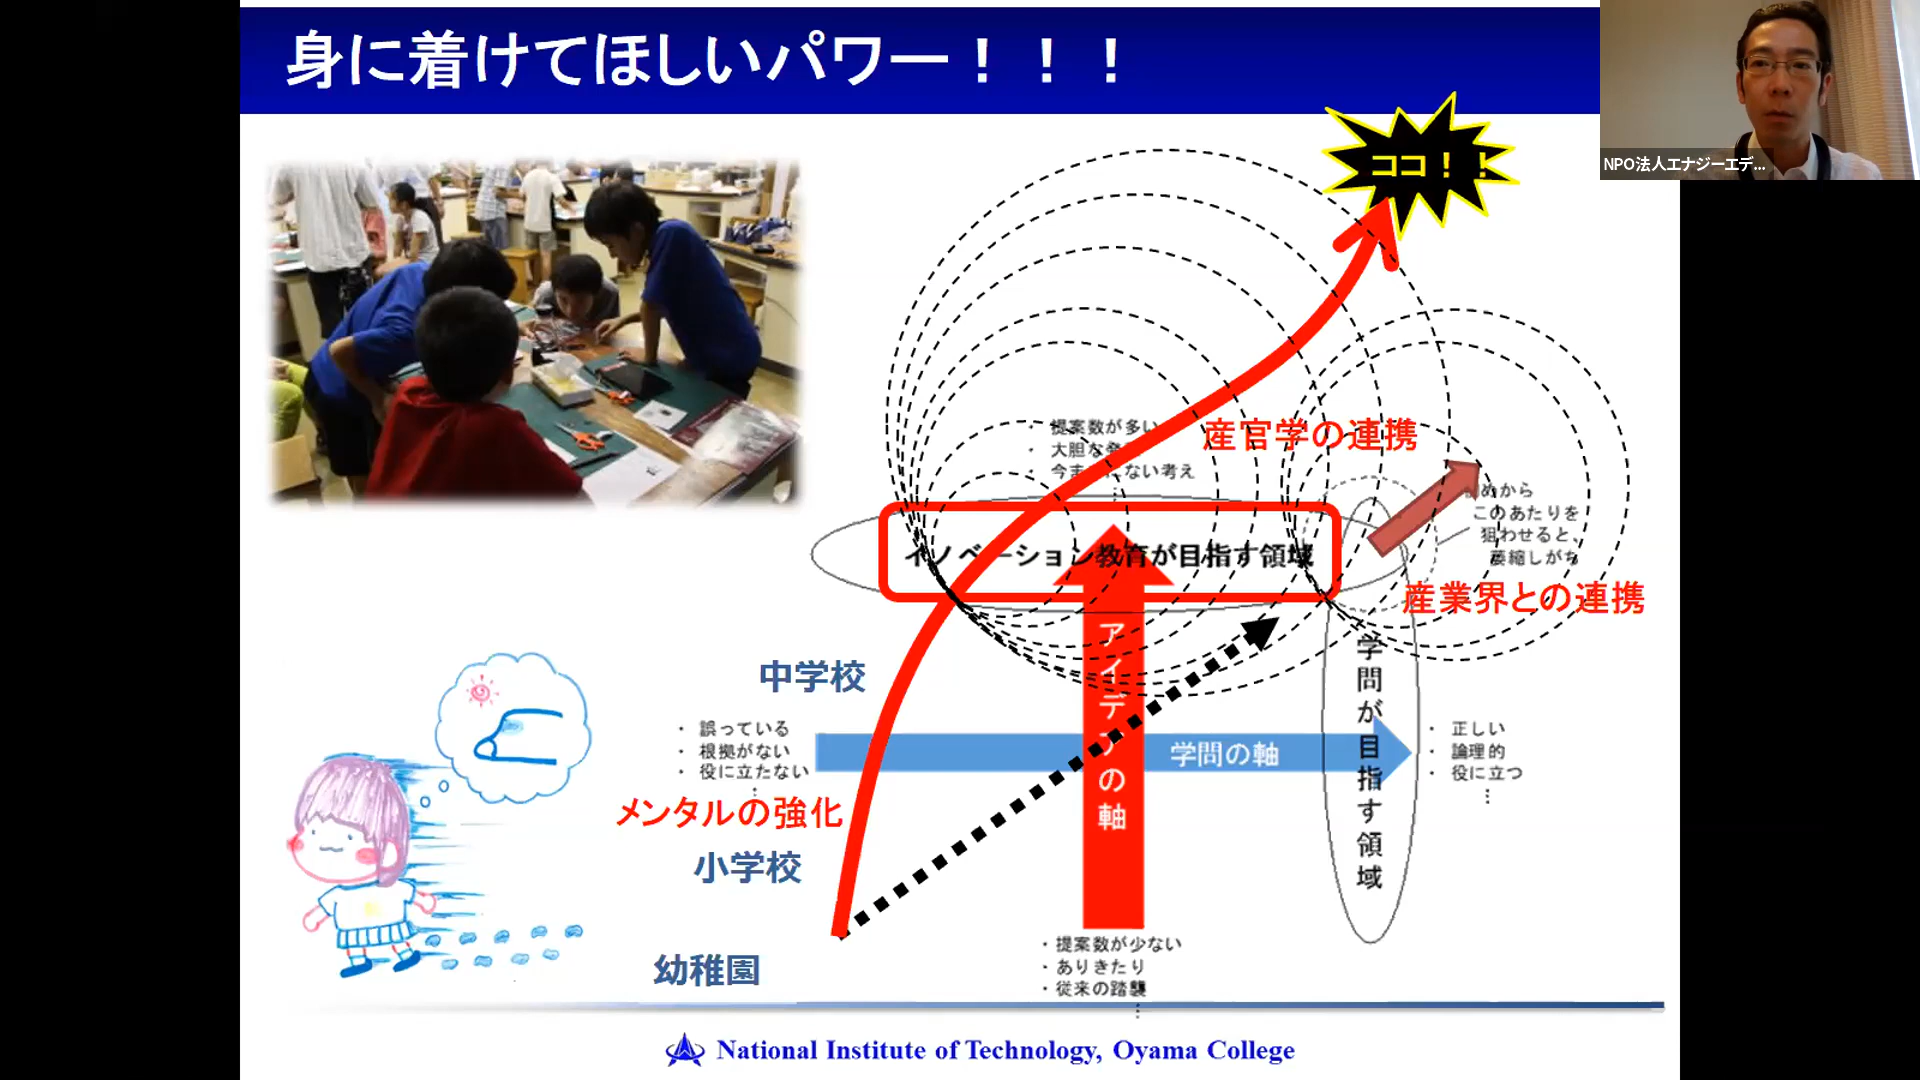 身に着けてほしいパワー！！！
NPO法人エナジーエデ...
ココ！！
・ 提案数が多い
・ 大胆な
・ 今ま
ない考え
産官学の連携
イノベーション教育が目指す領域
めから
このあたりを
狙わせると、
萎縮しがち
産業界との連携
中学校
・ 誤っている
・ 根拠がない
・ 役に立たない
⋮
アイデアの軸
学問の軸
学問が目指す領域
・ 正しい
・ 論理的
・ 役に立つ
⋮
メンタルの強化
小学校
幼稚園
・提案数が少ない
・ありきたり
・従来の踏襲
⋮
National Institute of Technology, Oyama College